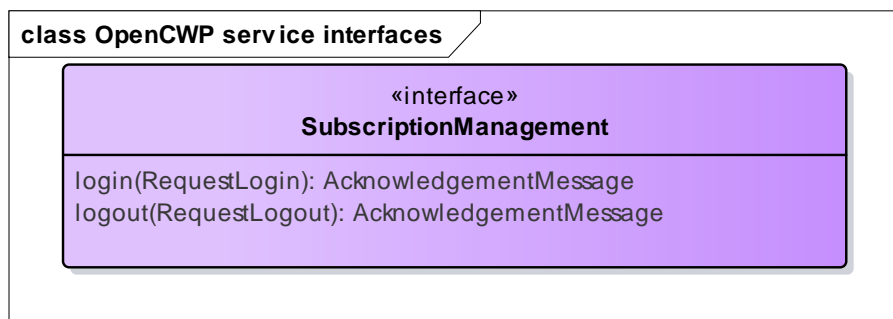 class OpenCWP service interfaces
«interface»
SubscriptionManagement
login(RequestLogin): AcknowledgementMessage
logout(RequestLogout): AcknowledgementMessage